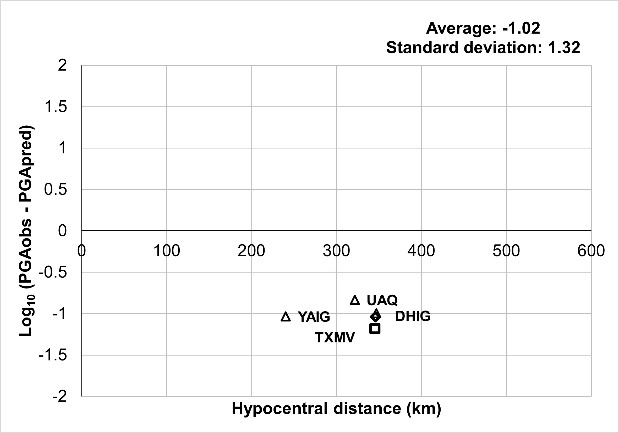 Average: -1.02
Standard deviation: 1.32
2
1.5
1
0.5
0
0 100 200 300 400 500 600
-0.5
-1
-1.5
-2
Log10 (PGAobs - PGApred)
UAQ
YAIG
DHIG
TXMV
Hypocentral distance (km)